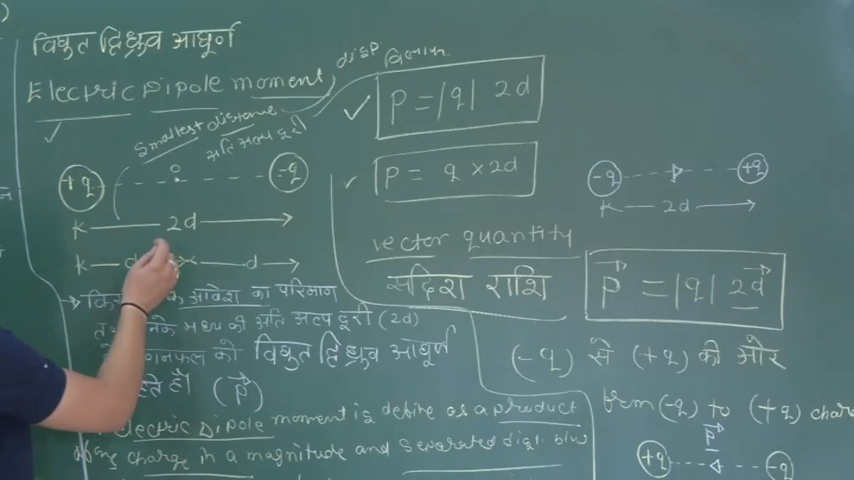 विधुत द्विध्रुव आघूर्ण
Electric Dipole moment
smallest distance
अति अल्प दूरी
+q
o
-q
2d
d
d
आवेश का परिमाण
मध्य की अति अल्प दूरी (2d)
को विधुत द्विध्रुव आघूर्ण
है। (P⃗)
Electric Dipole moment is define as a product
charge in a magnitude and separated dist. b/w
P = |q| 2d
P = q × 2d
vector quantity
सदिश राशि
-q
+q
2d
P⃗ = |q| 2d⃗
(-q) से (+q) की ओर
from (-q) to (+q) char
P⃗
+q
-q